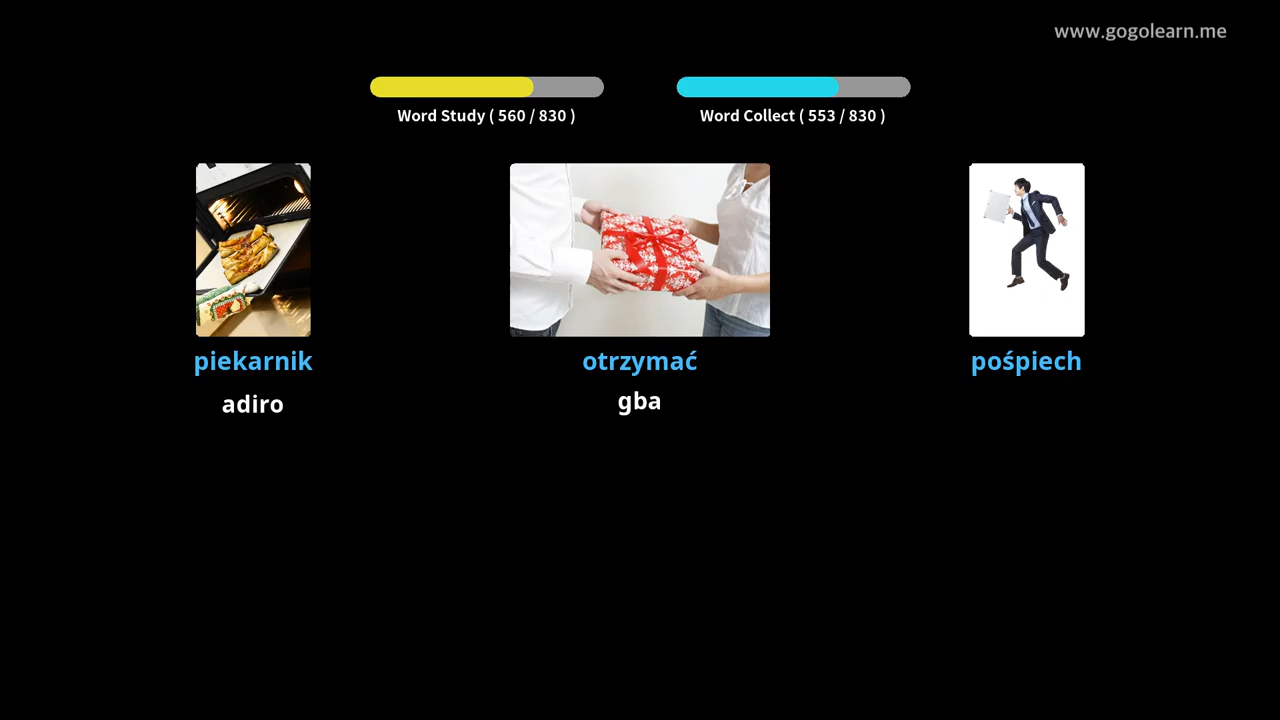 www.gogolearn.me
Word Study ( 560 / 830 )
Word Collect ( 553 / 830 )
piekarnik
otrzymać
pośpiech
adiro
gba